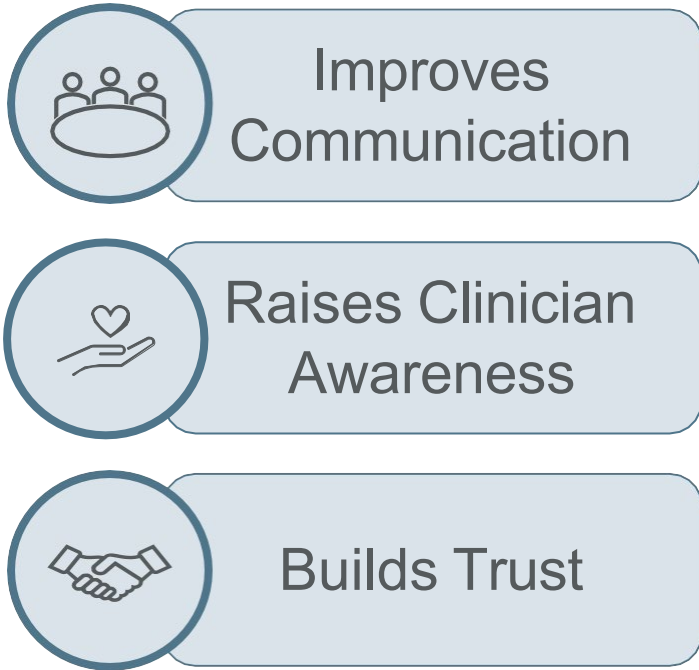 Improves
Communication
Raises Clinician
Awareness
Builds Trust